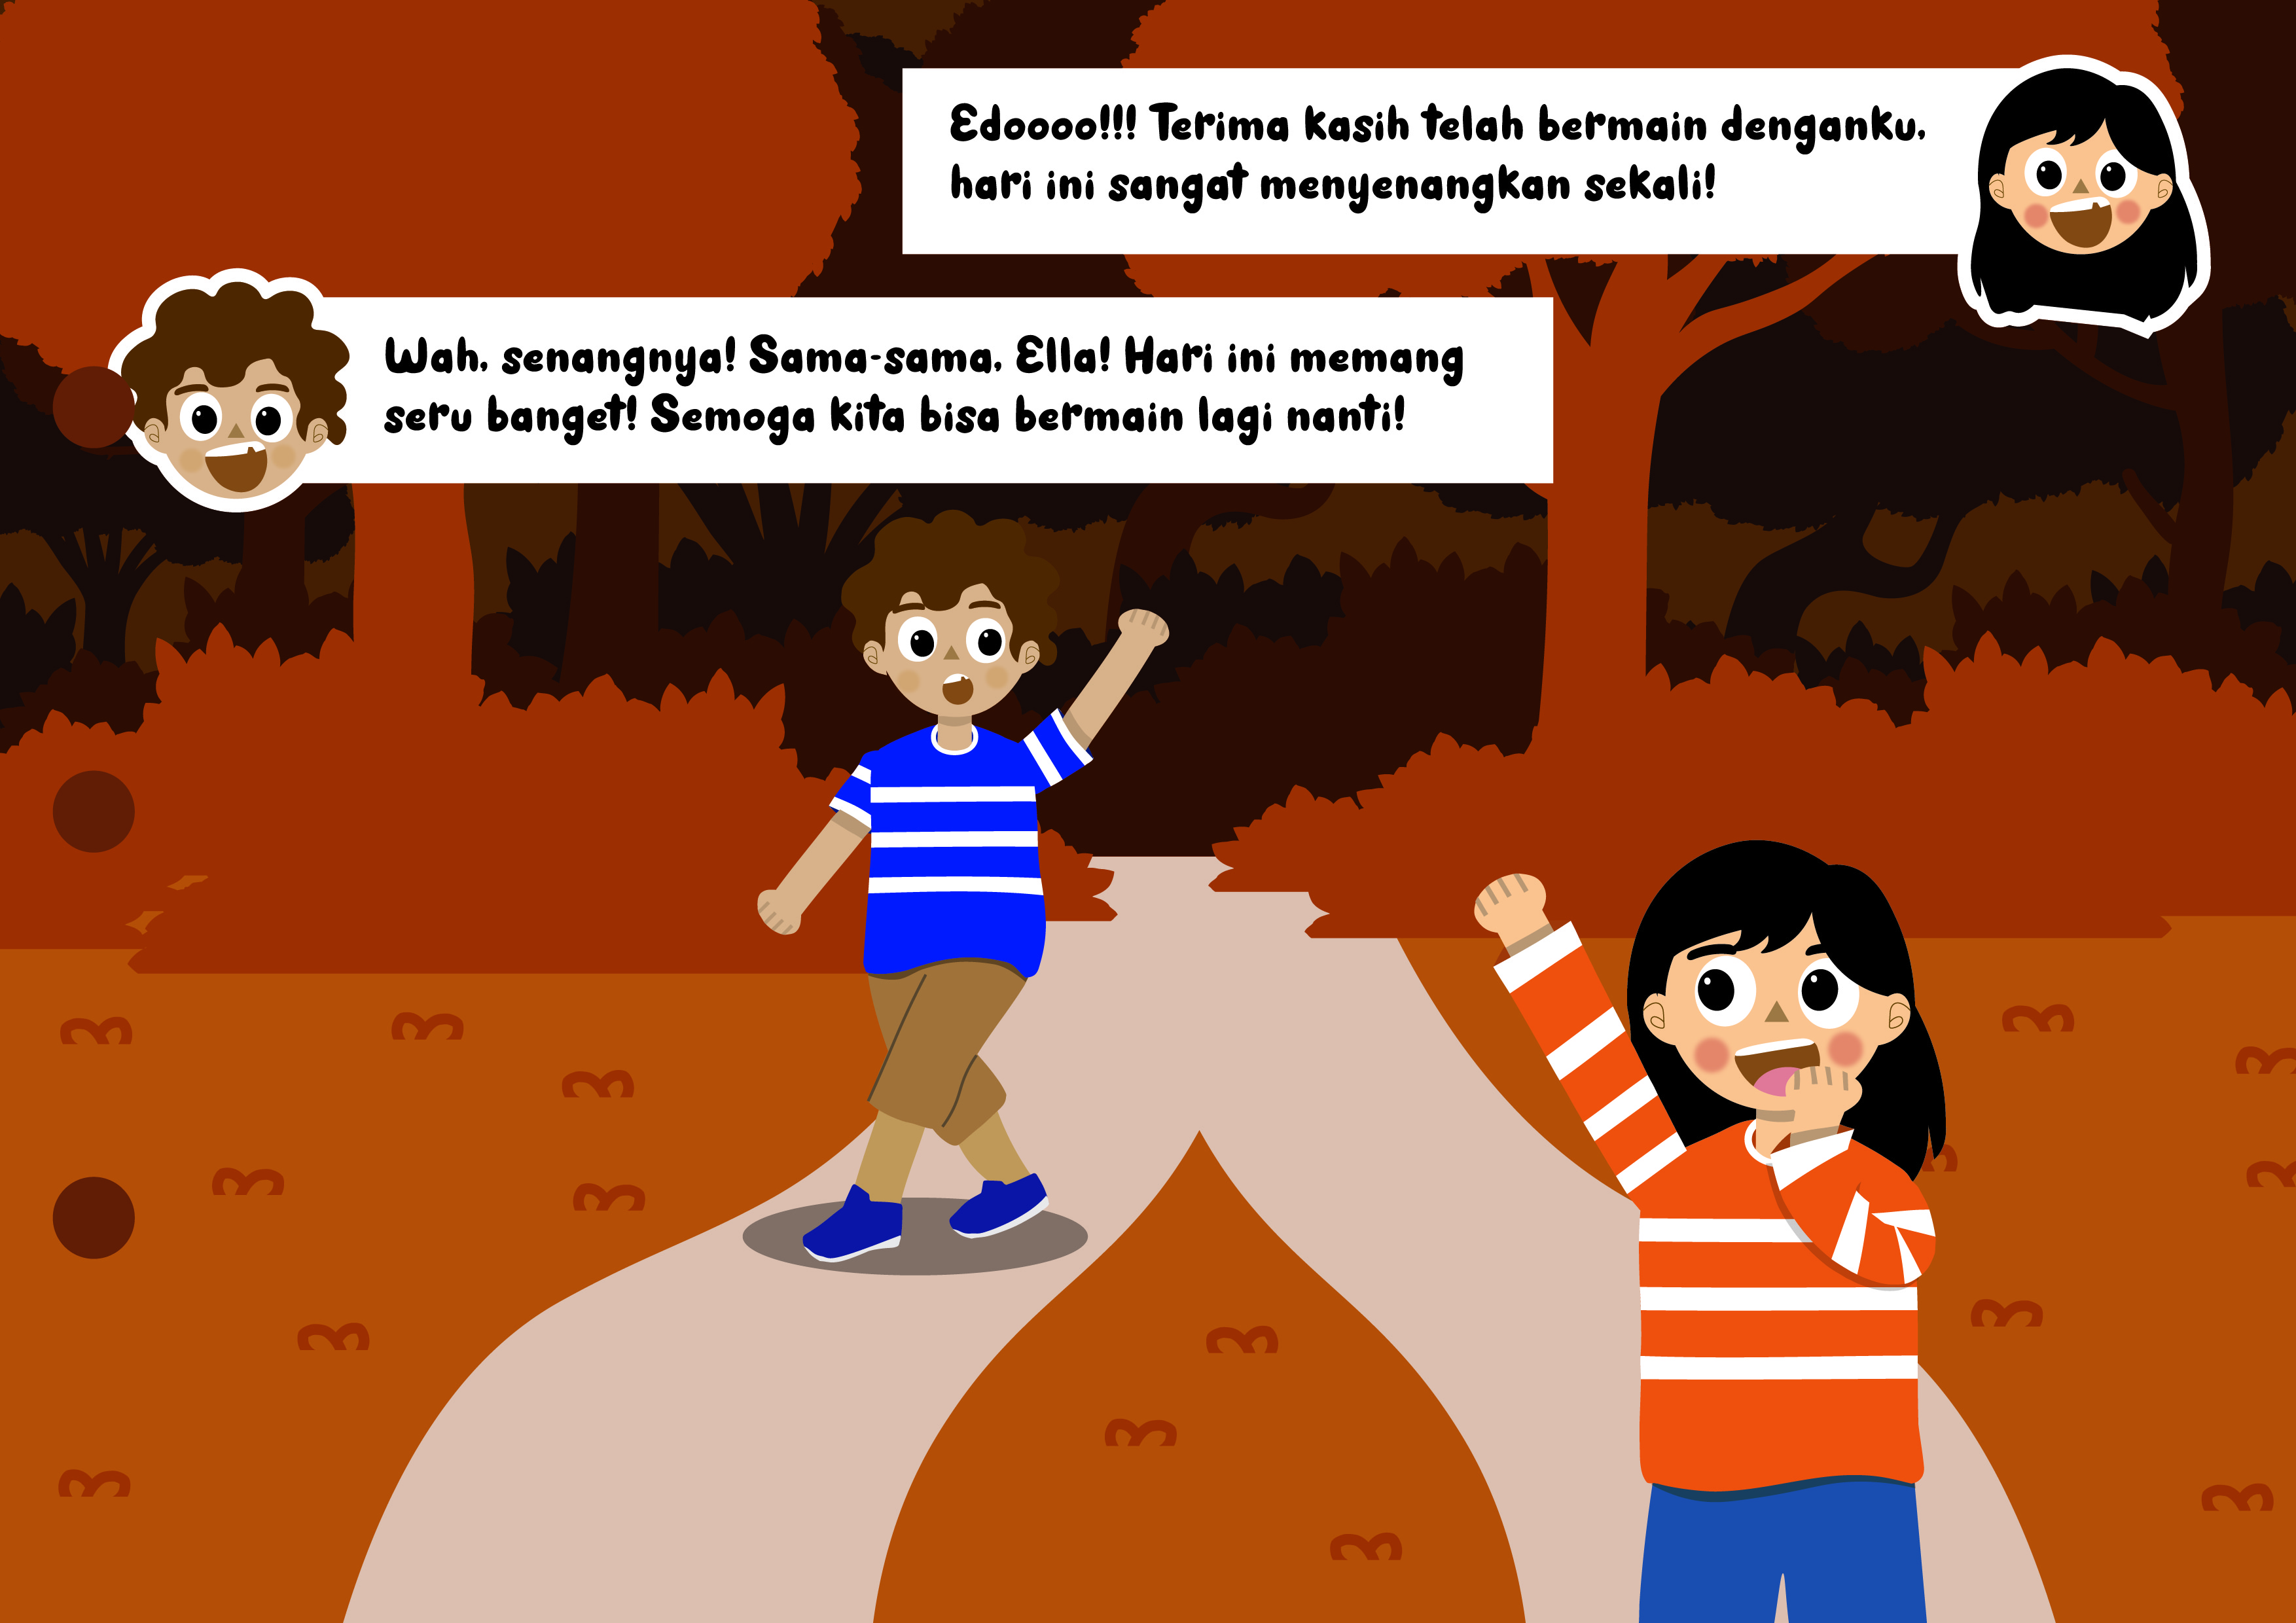 Edoooo!!! Terima kasih telah bermain denganku,
hari ini sangat menyenangkan sekali!
Wah, senangnya! Sama-sama, Ella! Hari ini memang
seru banget! Semoga kita bisa bermain lagi nanti!